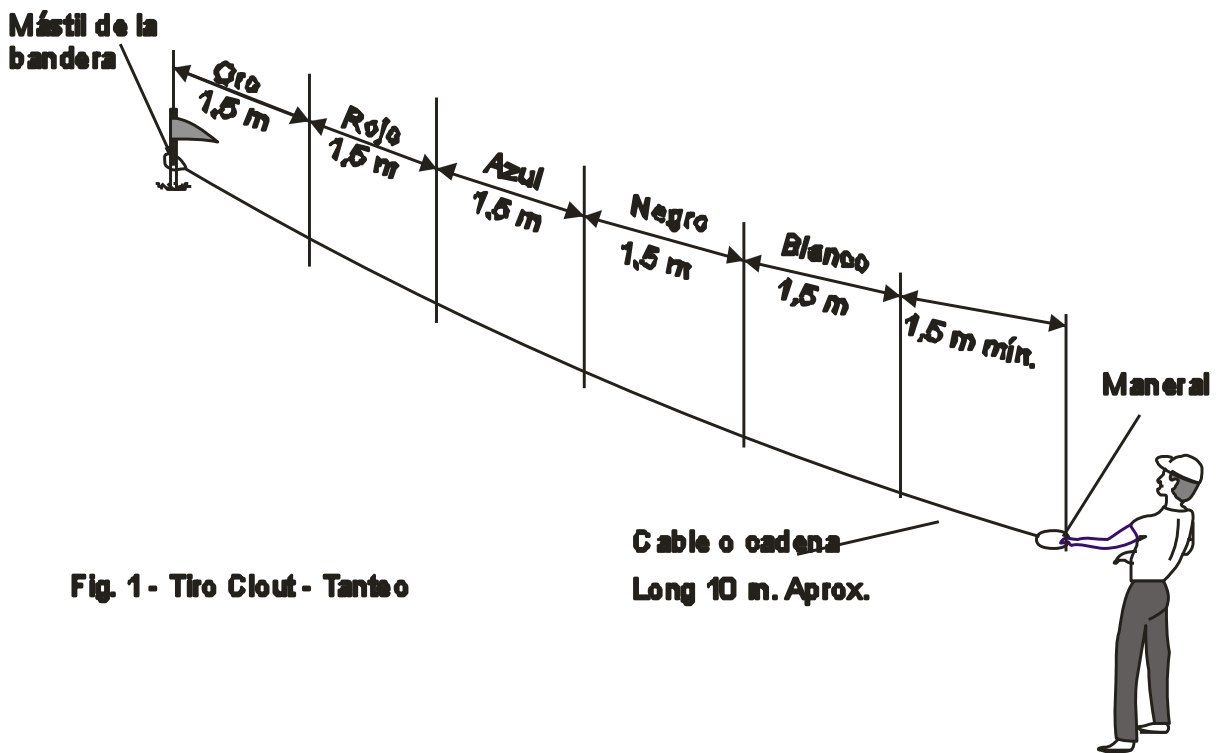 Mástil de la
bandera
Oro
1,5 m
Rojo
1,5 m
Azul
1,5 m
Negro
1,5 m
Blanco
1,5 m
1,5 m mín.
Maneral
Cable o cadena
Long 10 m. Aprox.
Fig. 1 - Tiro Clout - Tanteo